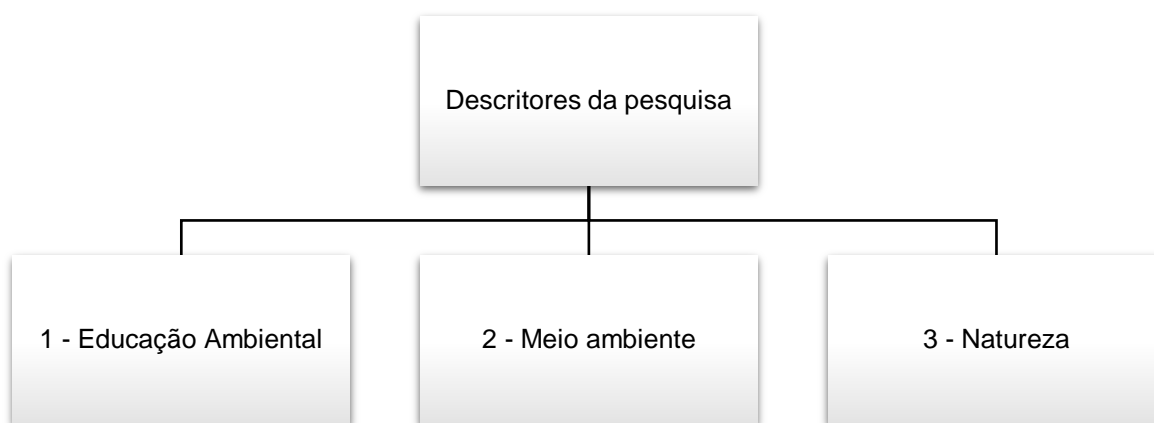 Descritores da pesquisa
1 - Educação Ambiental
2 - Meio ambiente
3 - Natureza